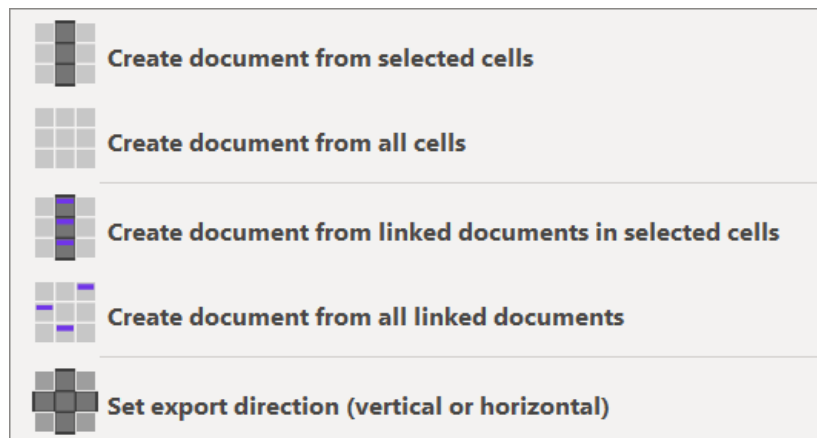 Create document from selected cells
Create document from all cells
Create document from linked documents in selected cells
Create document from all linked documents
Set export direction (vertical or horizontal)